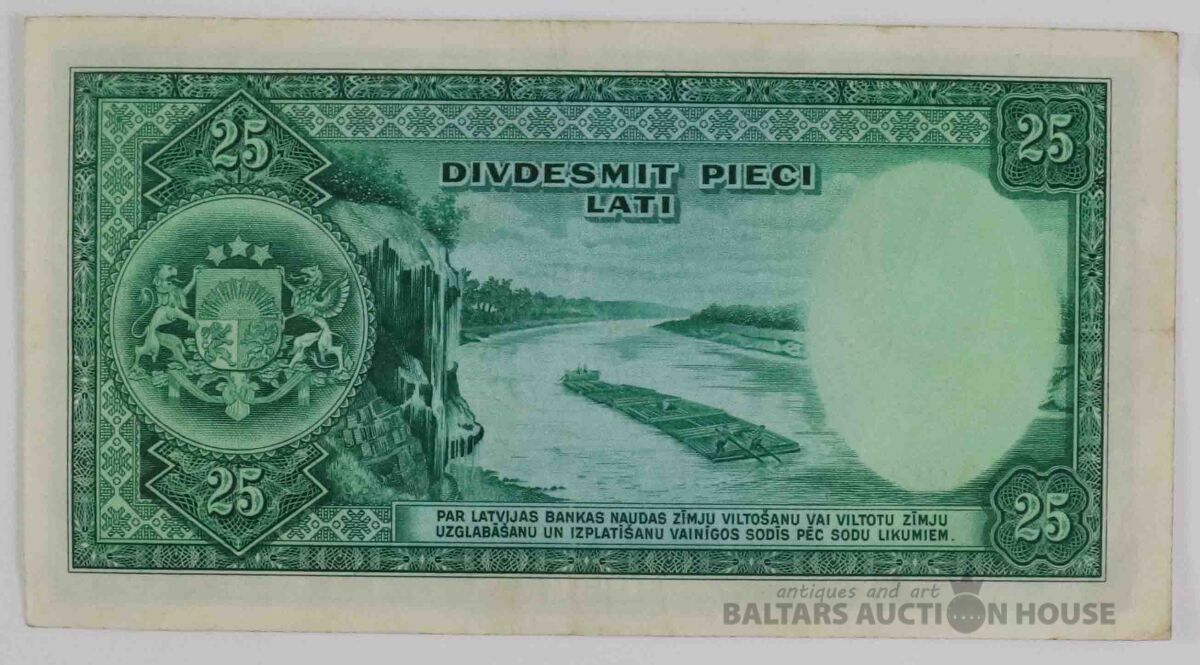 25
25
DIVDESMIT PIECI
LATI
25
25
PAR LATVIJAS BANKAS NAUDAS ZĪMJU VILTOŠANU VAI VILTOTU ZĪMJU
UZGLABĀŠANU UN IZPLATĪŠANU VAINĪGOS SODĪS PĒC SODU LIKUMIEM.
antiques and art
BALTARS AUCTION HOUSE